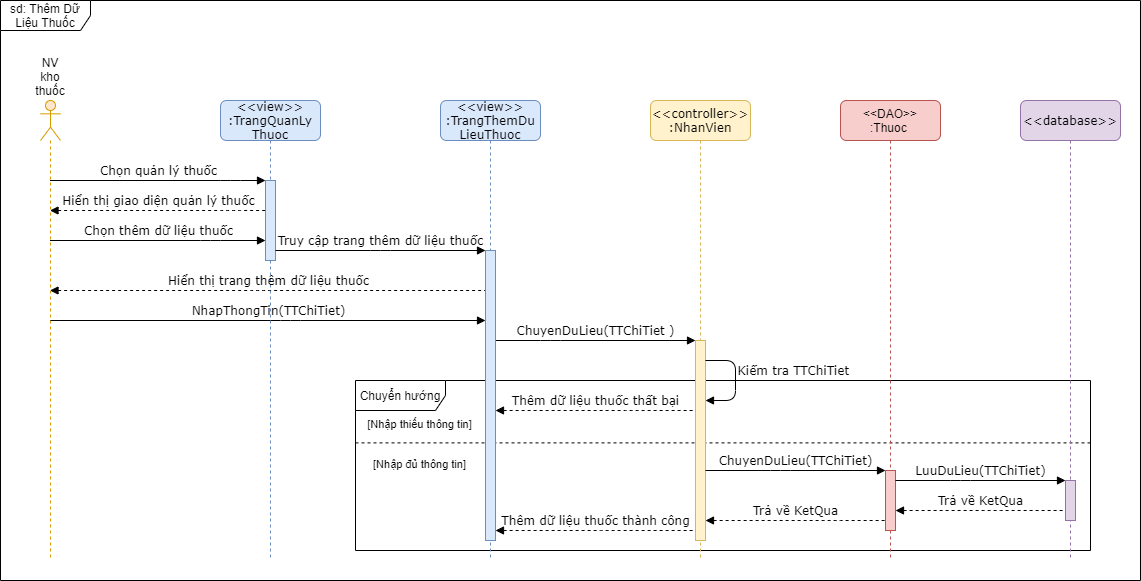 sd: Thêm Dữ
Liệu Thuốc
NV
kho
thuốc
<<view>>
:TrangQuanLy
Thuoc
<<view>>
:TrangThemDu
LieuThuoc
<<controller>>
:NhanVien
<<DAO>>
:Thuoc
<<database>>
Chọn quản lý thuốc
Hiển thị giao diện quản lý thuốc
Chọn thêm dữ liệu thuốc
Truy cập trang thêm dữ liệu thuốc
Hiển thị trang thêm dữ liệu thuốc
NhapThongTin(TTChiTiet)
ChuyenDuLieu(TTChiTiet )
Kiểm tra TTChiTiet
Chuyển hướng
Thêm dữ liệu thuốc thất bại
[Nhập thiếu thông tin]
[Nhập đủ thông tin]
ChuyenDuLieu(TTChiTiet)
LuuDuLieu(TTChiTiet)
Trả về KetQua
Trả về KetQua
Thêm dữ liệu thuốc thành công